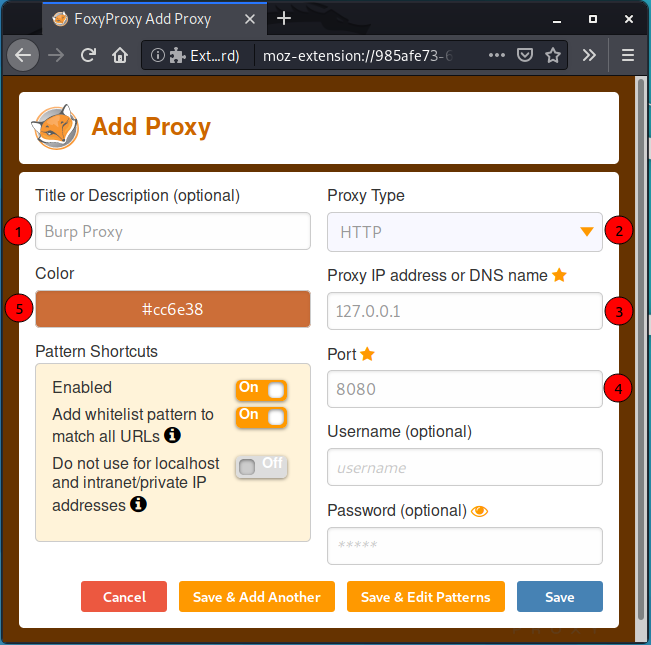 FoxyProxy Add Proxy
Ext...rd)
moz-extension://985afe73-6
Add Proxy
Title or Description (optional)
1
Burp Proxy
Color
5
#cc6e38
Pattern Shortcuts
Enabled
On
Add whitelist pattern to
match all URLs
On
Do not use for localhost
and intranet/private IP
addresses
Off
Proxy Type
HTTP
2
Proxy IP address or DNS name
127.0.0.1
3
Port
8080
4
Username (optional)
username
Password (optional)
*****
Cancel
Save & Add Another
Save & Edit Patterns
Save